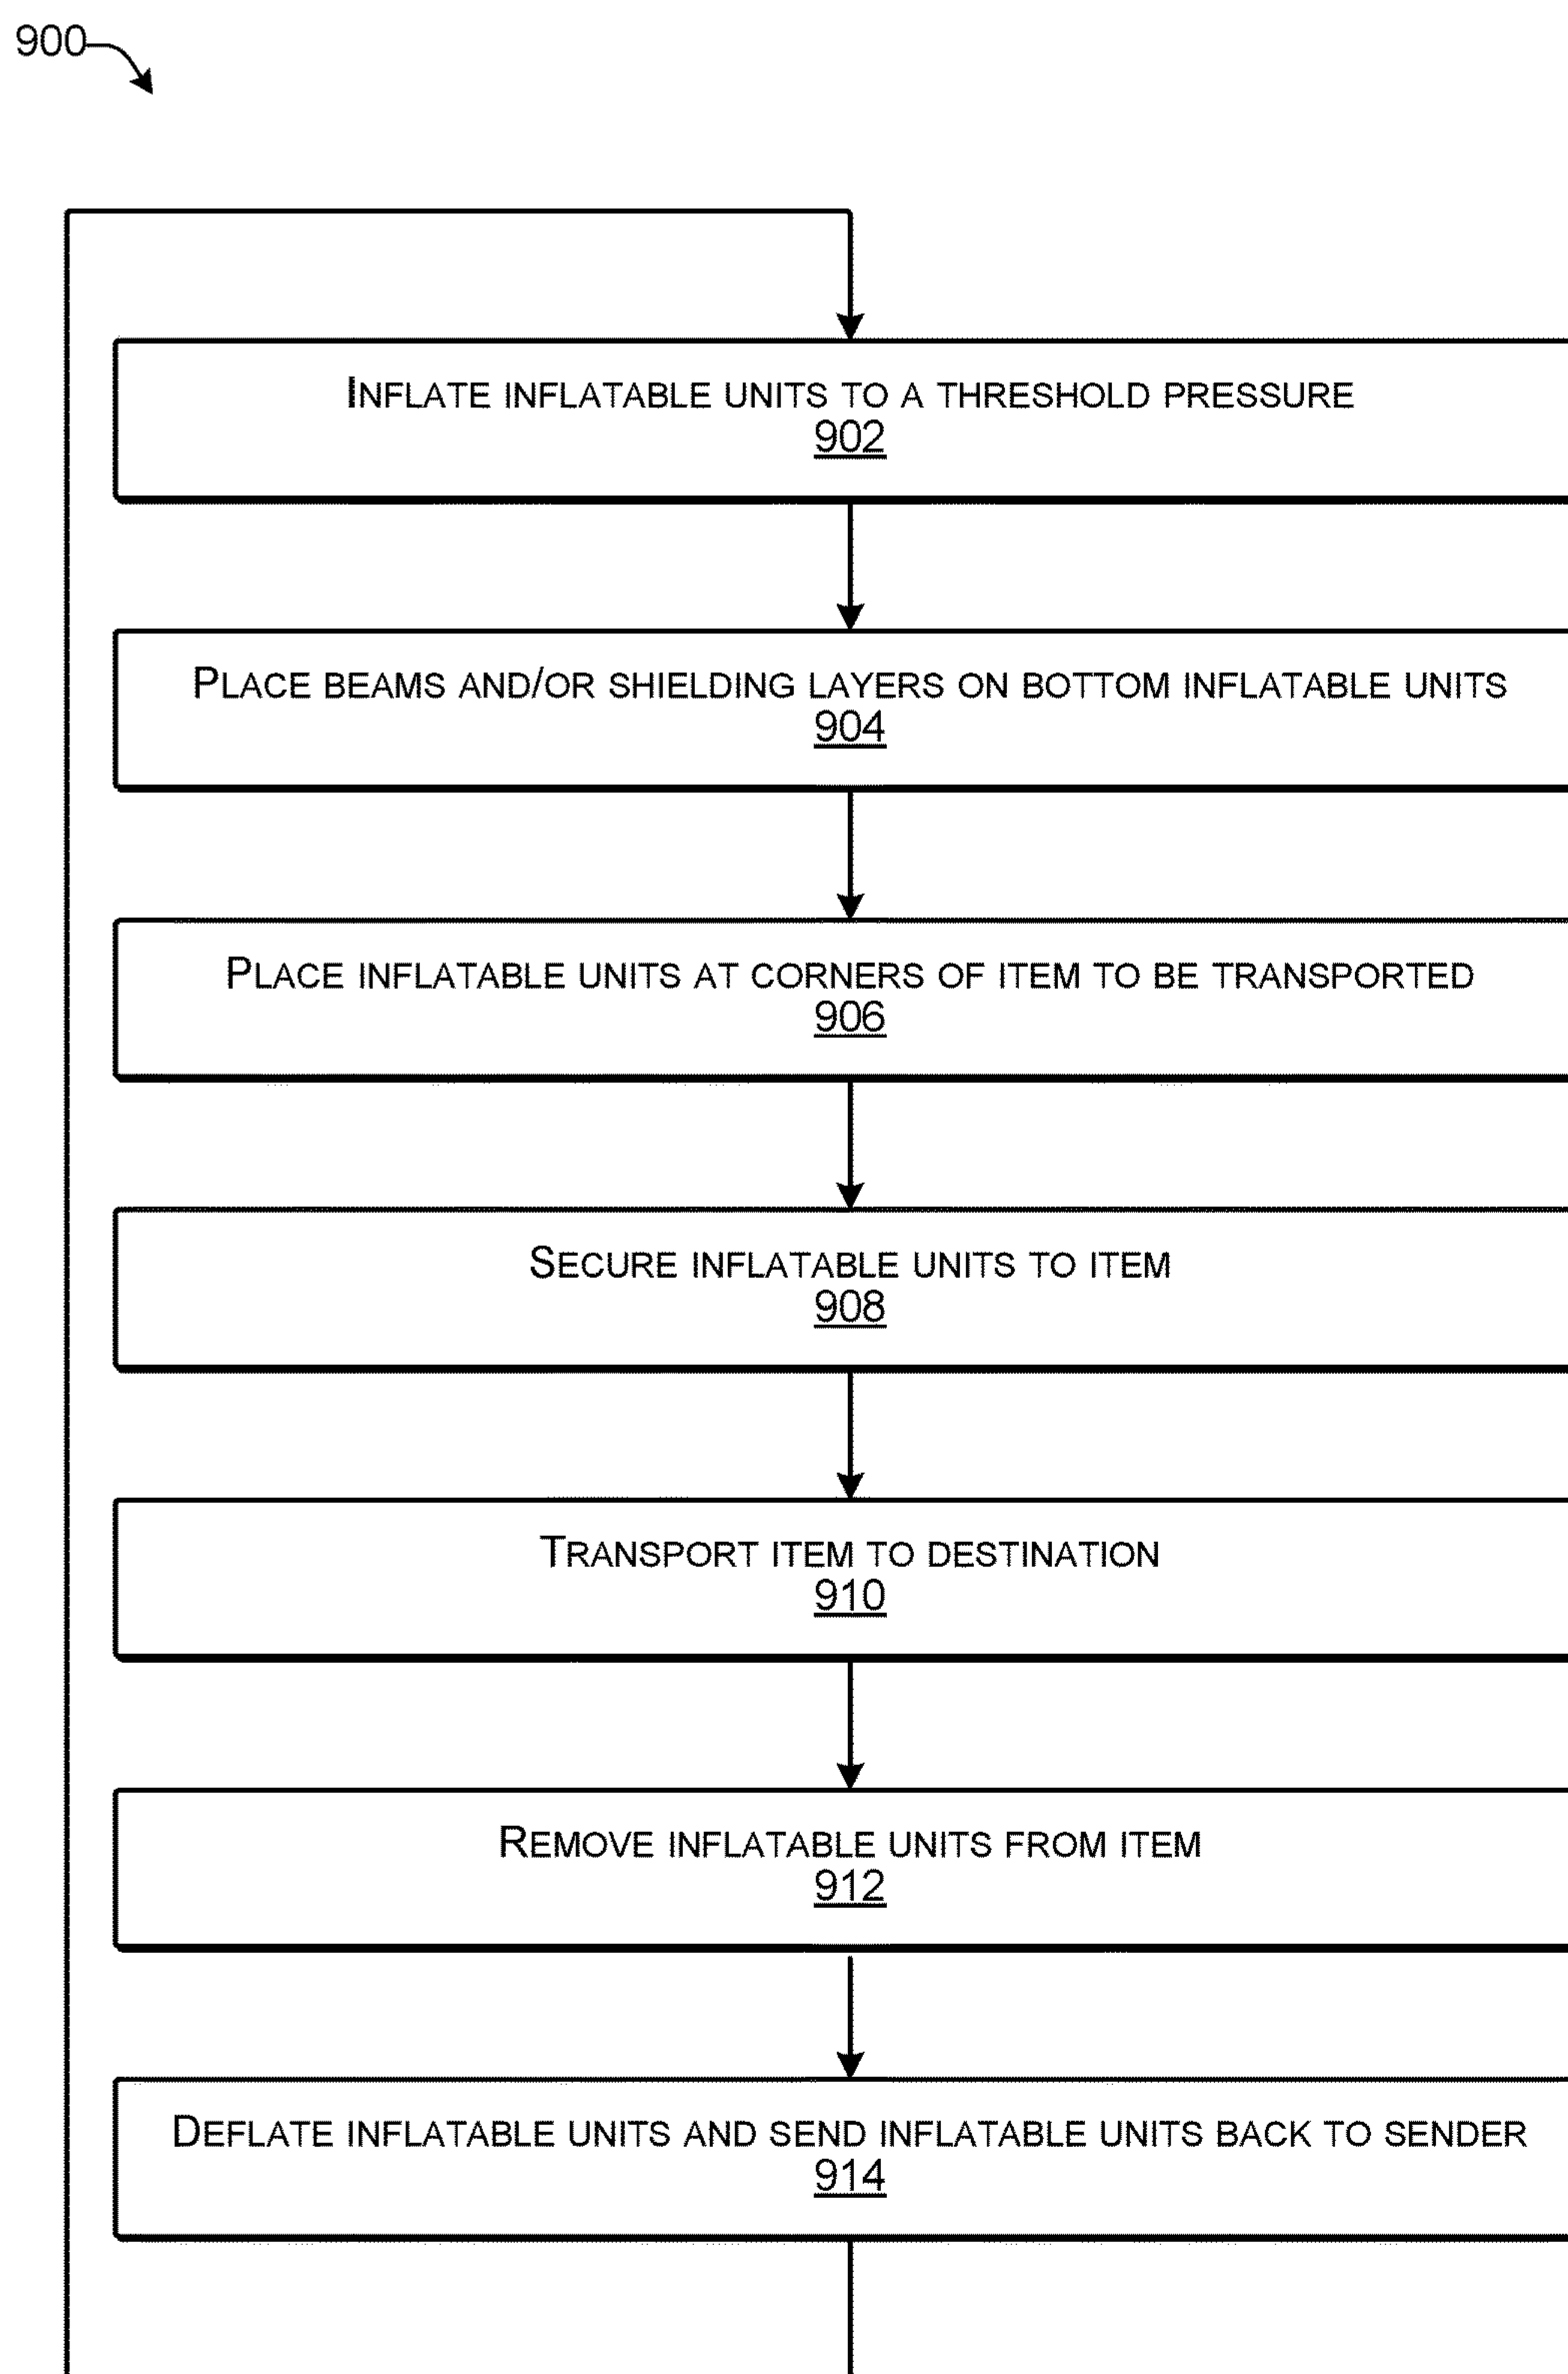 900
Inflate inflatable units to a threshold pressure
902
Place beams and/or shielding layers on bottom inflatable units
904
Place inflatable units at corners of item to be transported
906
Secure inflatable units to item
908
Transport item to destination
910
Remove inflatable units from item
912
Deflate inflatable units and send inflatable units back to sender
914